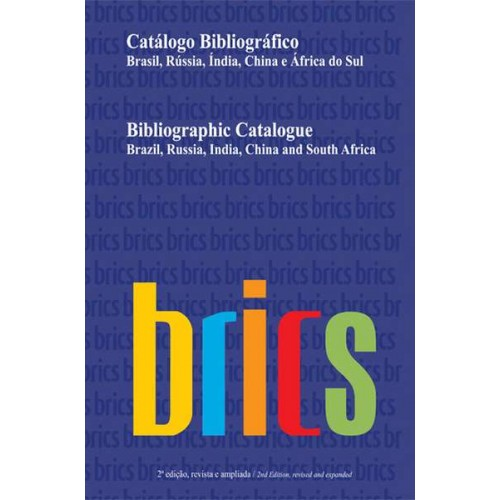 Catálogo Bibliográfico
Brasil, Rússia, Índia, China e África do Sul
Bibliographic Catalogue
Brazil, Russia, India, China and South Africa
brics
2ª edição, revista e ampliada / 2nd Edition, revised and expanded